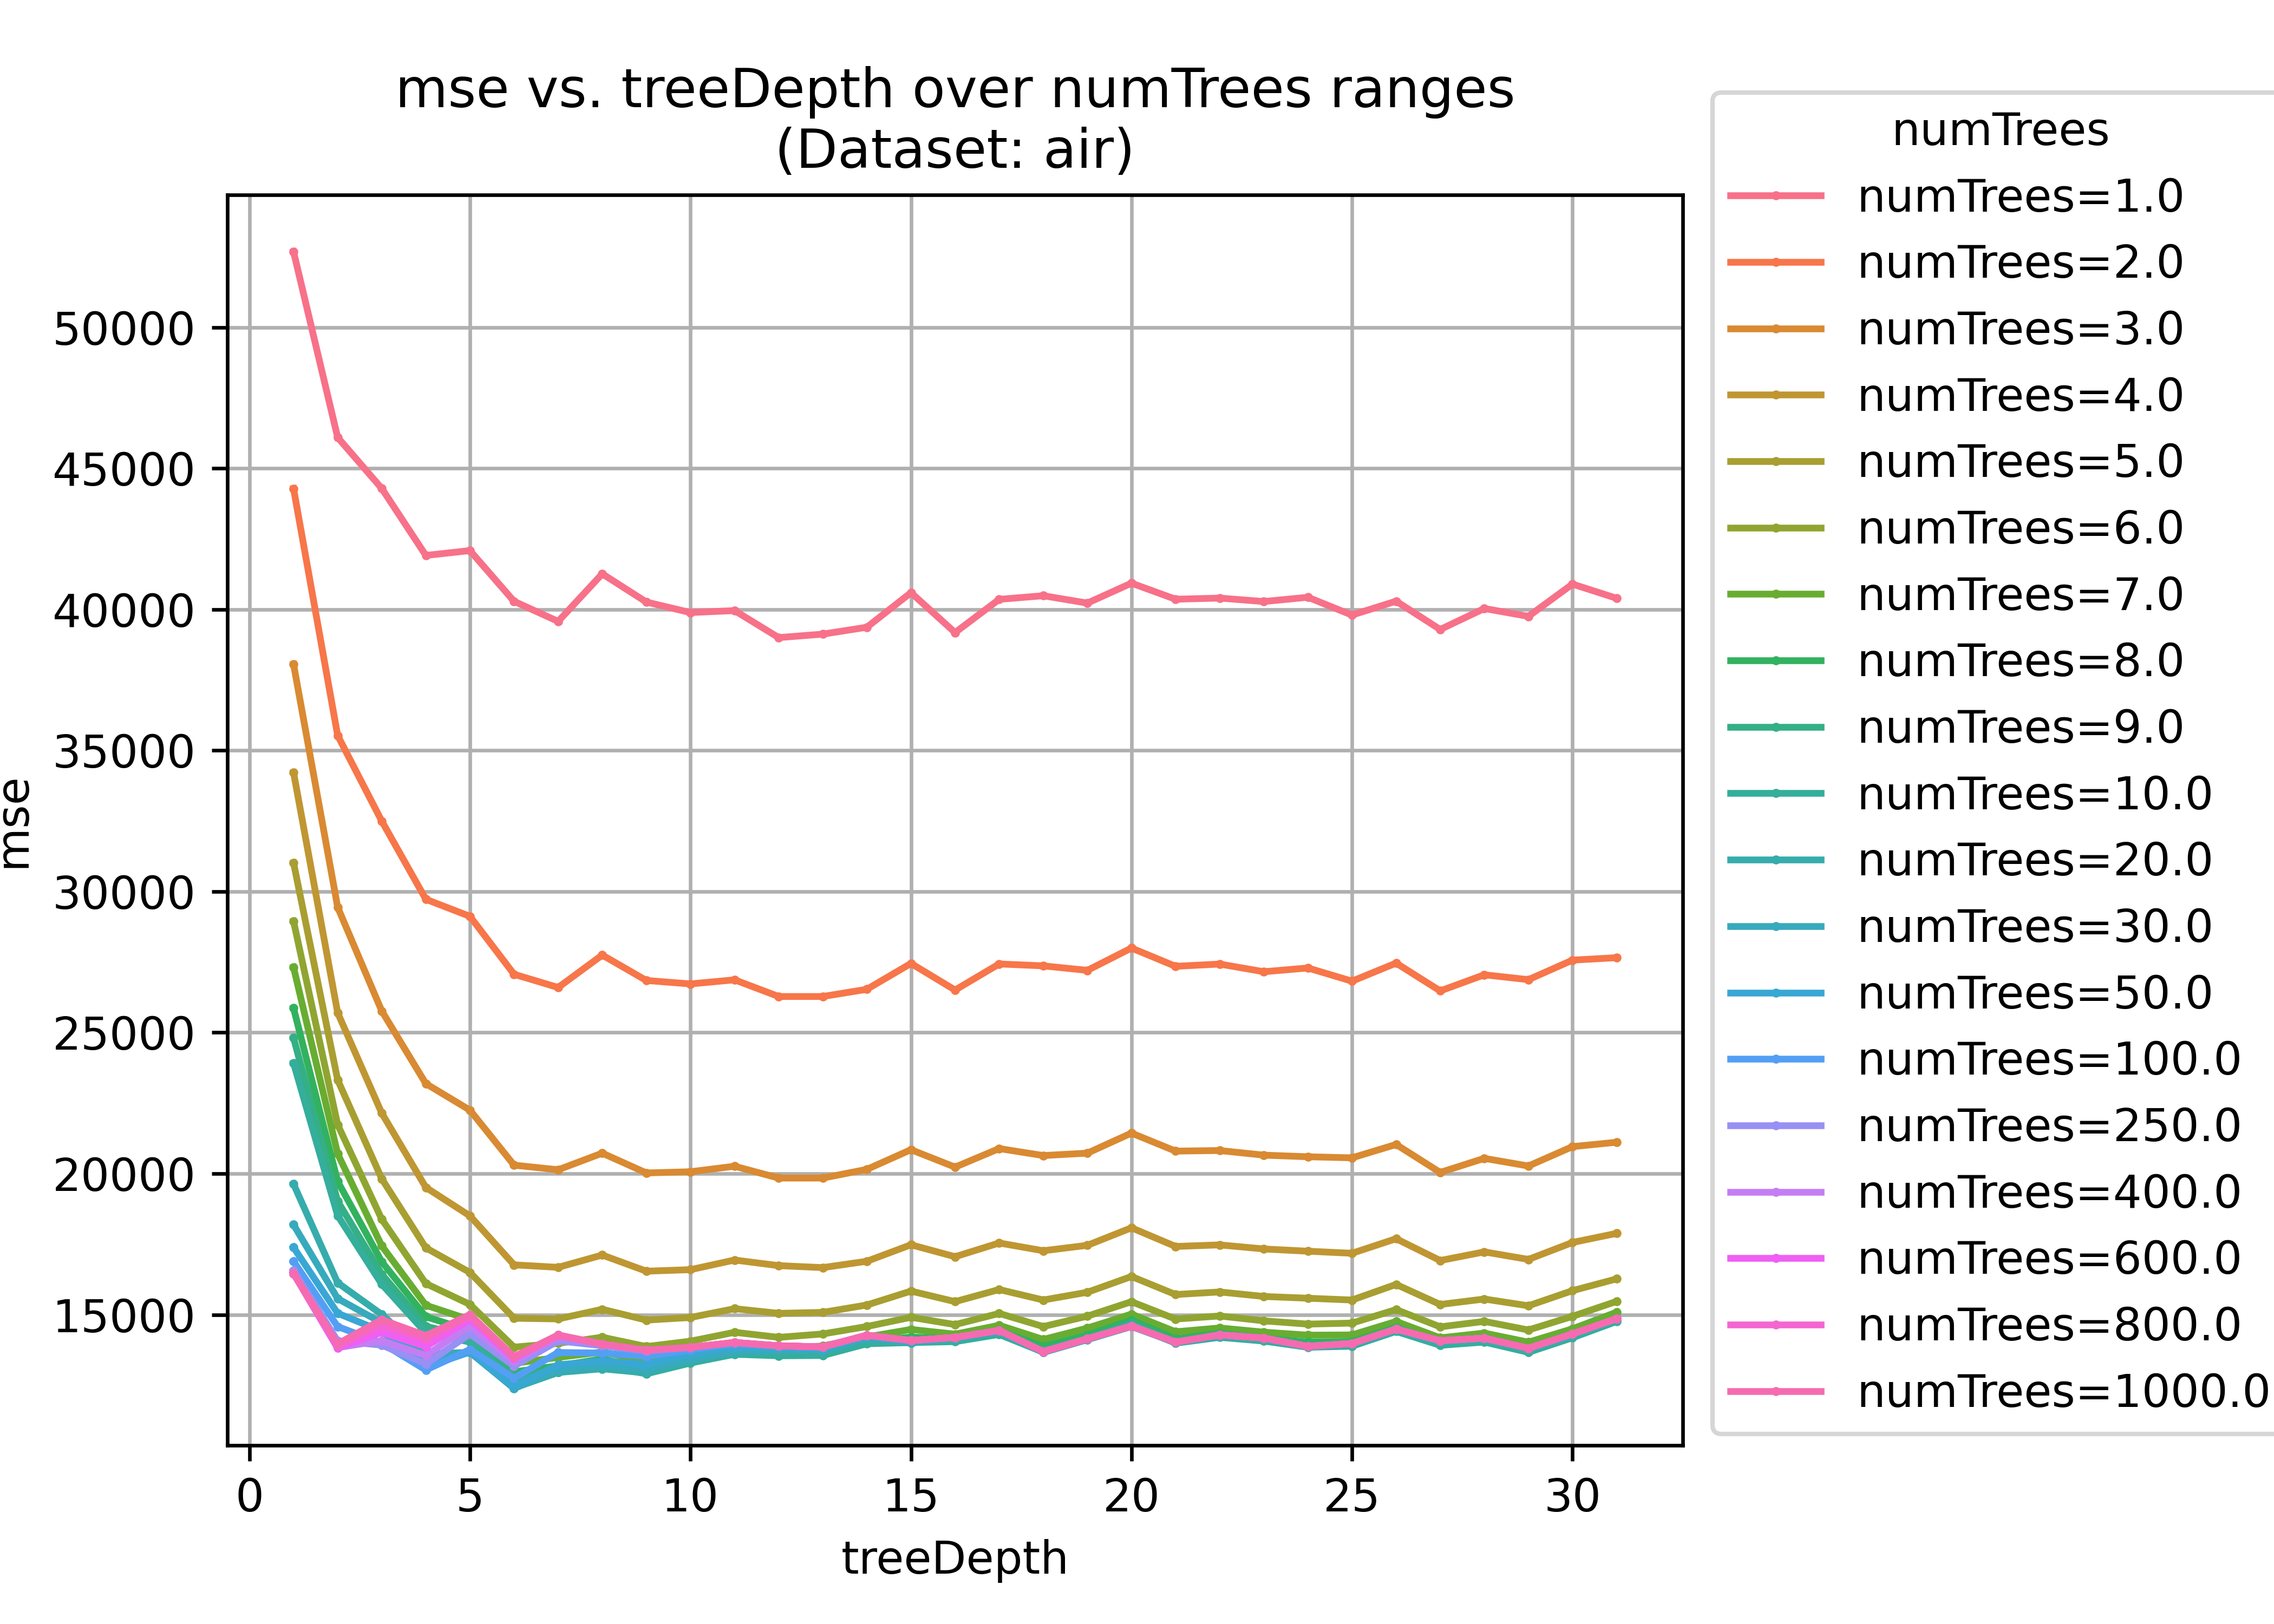 mse vs. treeDepth over numTrees ranges
(Dataset: air)
mse
50000
45000
40000
35000
30000
25000
20000
15000
0 5 10 15 20 25 30
treeDepth
numTrees
numTrees=1.0
numTrees=2.0
numTrees=3.0
numTrees=4.0
numTrees=5.0
numTrees=6.0
numTrees=7.0
numTrees=8.0
numTrees=9.0
numTrees=10.0
numTrees=20.0
numTrees=30.0
numTrees=50.0
numTrees=100.0
numTrees=250.0
numTrees=400.0
numTrees=600.0
numTrees=800.0
numTrees=1000.0